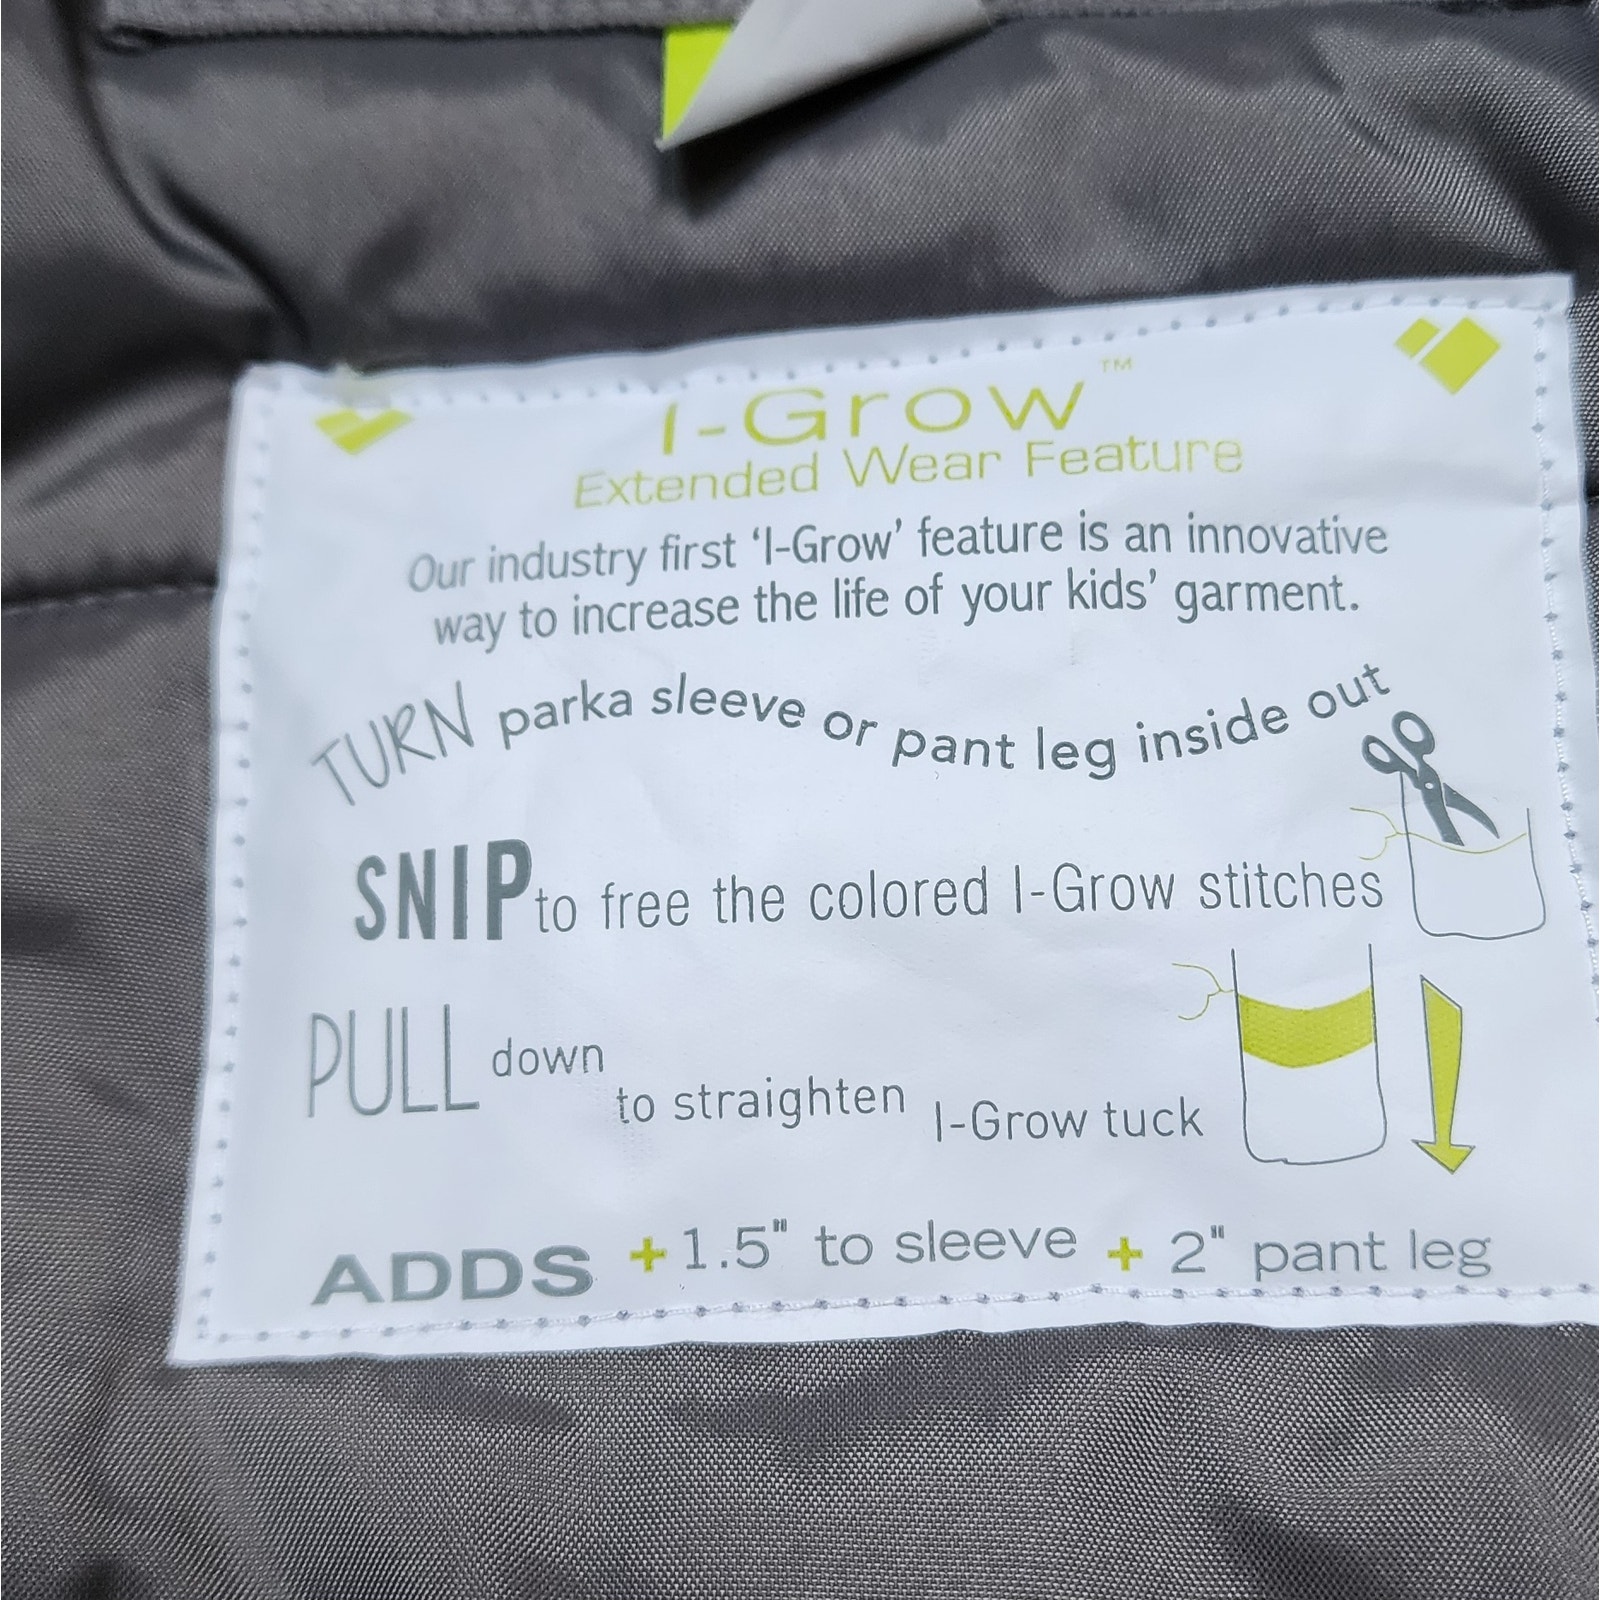 I-Grow™
Extended Wear Feature
Our industry first ‘I-Grow’ feature is an innovative
way to increase the life of your kids’ garment.
TURN parka sleeve or pant leg inside out
SNIP to free the colored I-Grow stitches
PULL down to straighten I-Grow tuck
ADDS +1.5" to sleeve + 2" pant leg